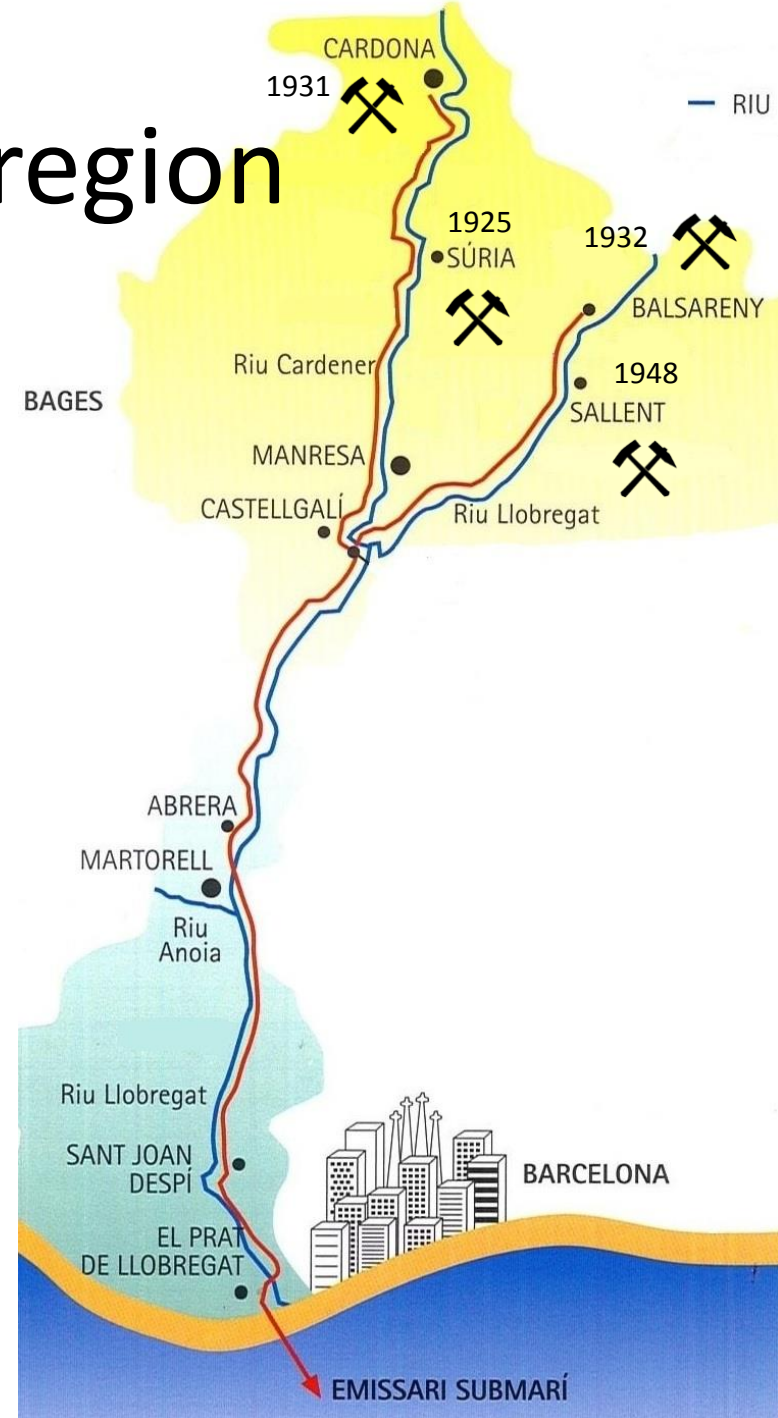 CARDONA
1931
RIU
region
1925
SÚRIA
1932
BALSARENY
Riu Cardener
1948
BAGES
SALLENT
MANRESA
CASTELLGALÍ
Riu Llobregat
ABRERA
MARTORELL
Riu
Anoia
Riu Llobregat
SANT JOAN
DESPÍ
BARCELONA
EL PRAT
DE LLOBREGAT
EMISSARI SUBMARÍ